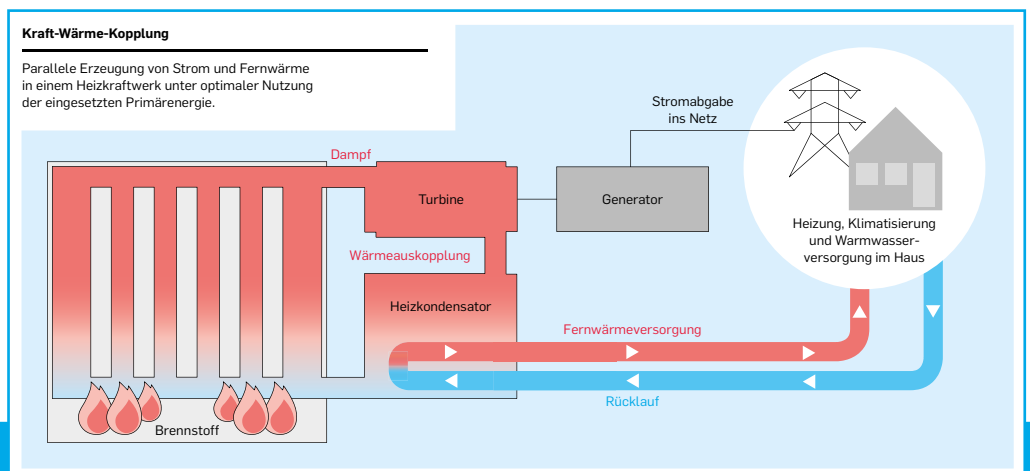 Kraft-Wärme-Kopplung
Parallele Erzeugung von Strom und Fernwärme
in einem Heizkraftwerk unter optimaler Nutzung
der eingesetzten Primärenergie.
Stromabgabe
ins Netz
Dampf
Turbine
Generator
Heizung, Klimatisierung
und Warmwasser-
versorgung im Haus
Wärmeauskopplung
Heizkondensator
Fernwärmeversorgung
Rücklauf
Brennstoff